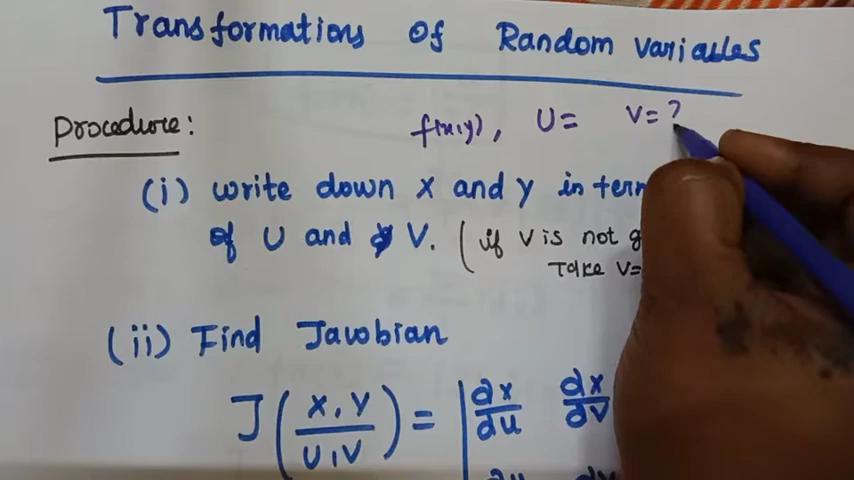 Transformations Of Random Variables
Procedure:
f(x,y), U= V=?
(i) Write down X and Y in
of U and V. (if V is not
Take V=
(ii) Find Jacobian
J(X,Y/U,V) = | dx/du dx/dv